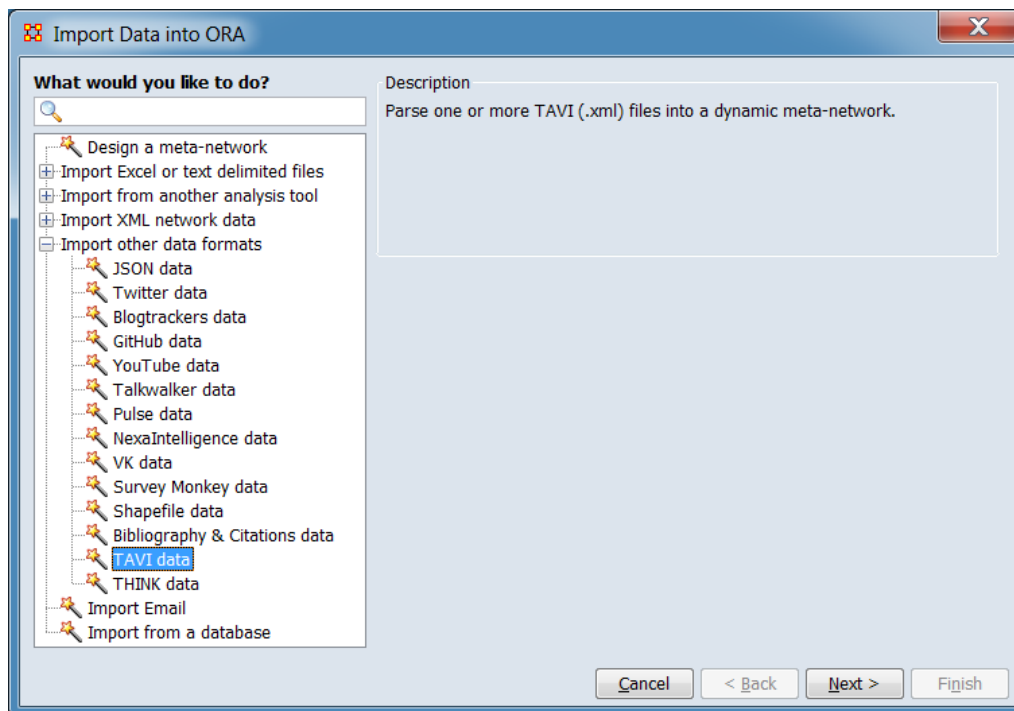 Import Data into ORA
What would you like to do?
Design a meta-network
Import Excel or text delimited files
Import from another analysis tool
Import XML network data
Import other data formats
JSON data
Twitter data
Blogtrackers data
GitHub data
YouTube data
Talkwalker data
Pulse data
NexaIntelligence data
VK data
Survey Monkey data
Shapefile data
Bibliography & Citations data
TAVI data
THINK data
Import Email
Import from a database
Description
Parse one or more TAVI (.xml) files into a dynamic meta-network.
Cancel
< Back
Next >
Finish